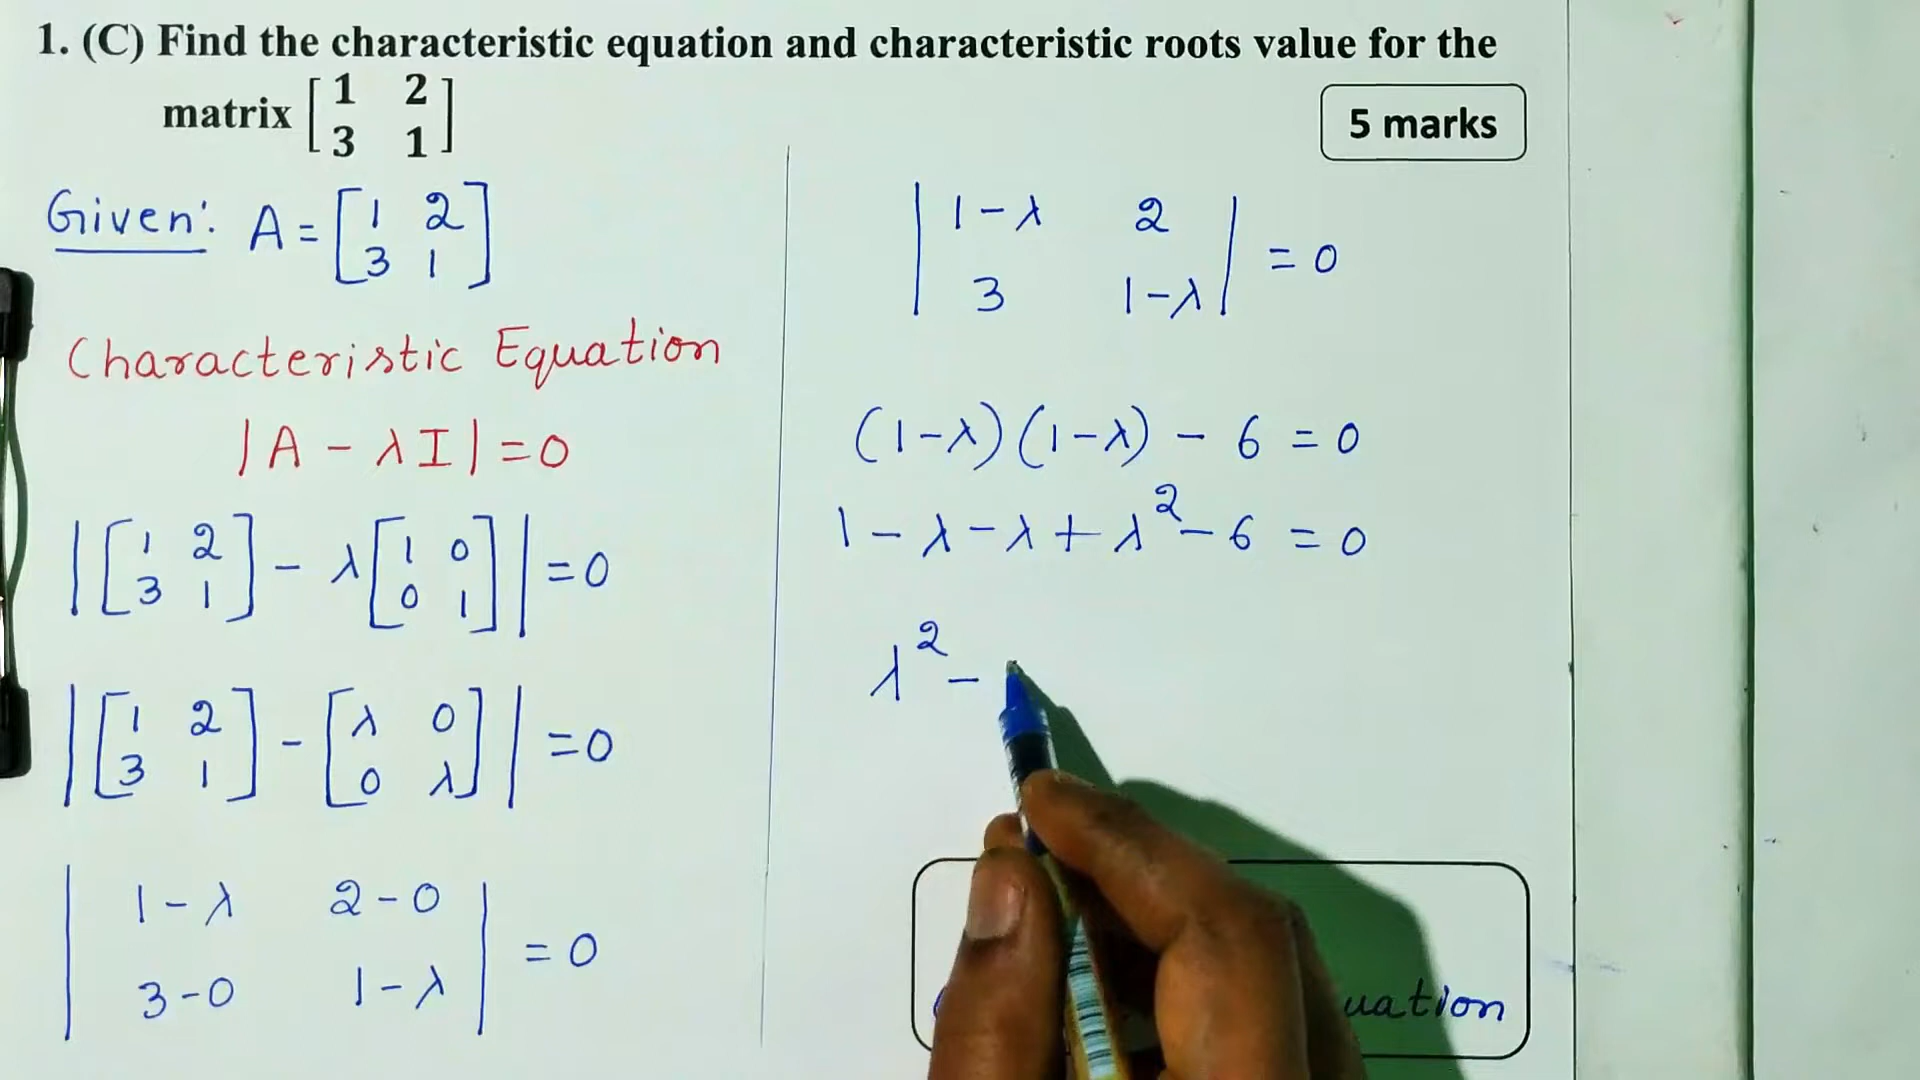 1. (C) Find the characteristic equation and characteristic roots value for the
matrix [1 2
3 1]
5 marks
Given: A = [1 2
3 1]
Characteristic Equation
|A - λI| = 0
|[1 2
3 1] - λ[1 0
0 1]| = 0
|[1 2
3 1] - [λ 0
0 λ]| = 0
|1-λ 2-0
3-0 1-λ| = 0
|1-λ 2
3 1-λ| = 0
(1-λ)(1-λ) - 6 = 0
1 - λ - λ + λ² - 6 = 0
λ² -